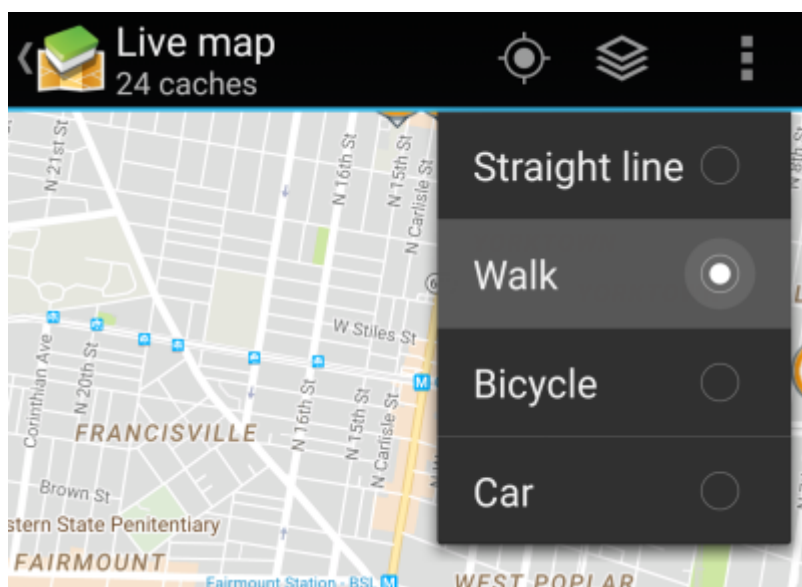 Live map
24 caches
Straight line
Walk
Bicycle
Car
N 21st St
N 16th St
N 15th St
N Carlisle St
W Stiles St
Corinthian Ave
N 20th St
N 16th St
N 15th St
N Carlisle St
FRANCISVILLE
Brown St
stern State Penitentiary
FAIRMOUNT
Fairmount Station - BSL
M
M
WEST POPLAR